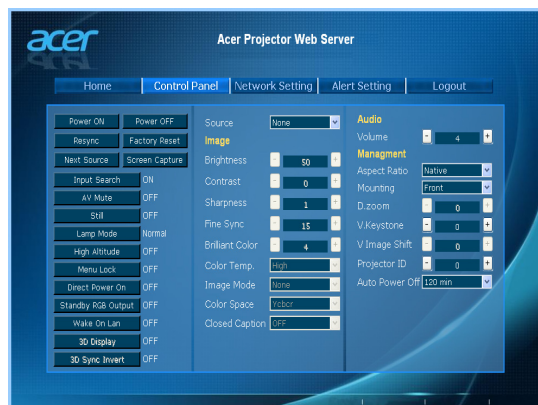 acer
Acer Projector Web Server
Home Control Panel Network Setting Alert Setting Logout
Power ON Power OFF
Resync Factory Reset
Next Source Screen Capture
Input Search ON
AV Mute OFF
Still OFF
Lamp Mode Normal
High Altitude OFF
Menu Lock OFF
Direct Power On OFF
Standby RGB Output OFF
Wake On Lan OFF
3D Display OFF
3D Sync Invert OFF
Source None
Image
Brightness - 50 +
Contrast - 0 +
Sharpness - 1 +
Fine Sync - 15 +
Brilliant Color - 4 +
Color Temp. High
Image Mode None
Color Space Ycbcr
Closed Caption OFF
Audio
Volume - 4 +
Managment
Aspect Ratio Native
Mounting Front
D.zoom - 0 +
V.Keystone - 0 +
V Image Shift - 0 +
Projector ID - 0 +
Auto Power Off 120 min